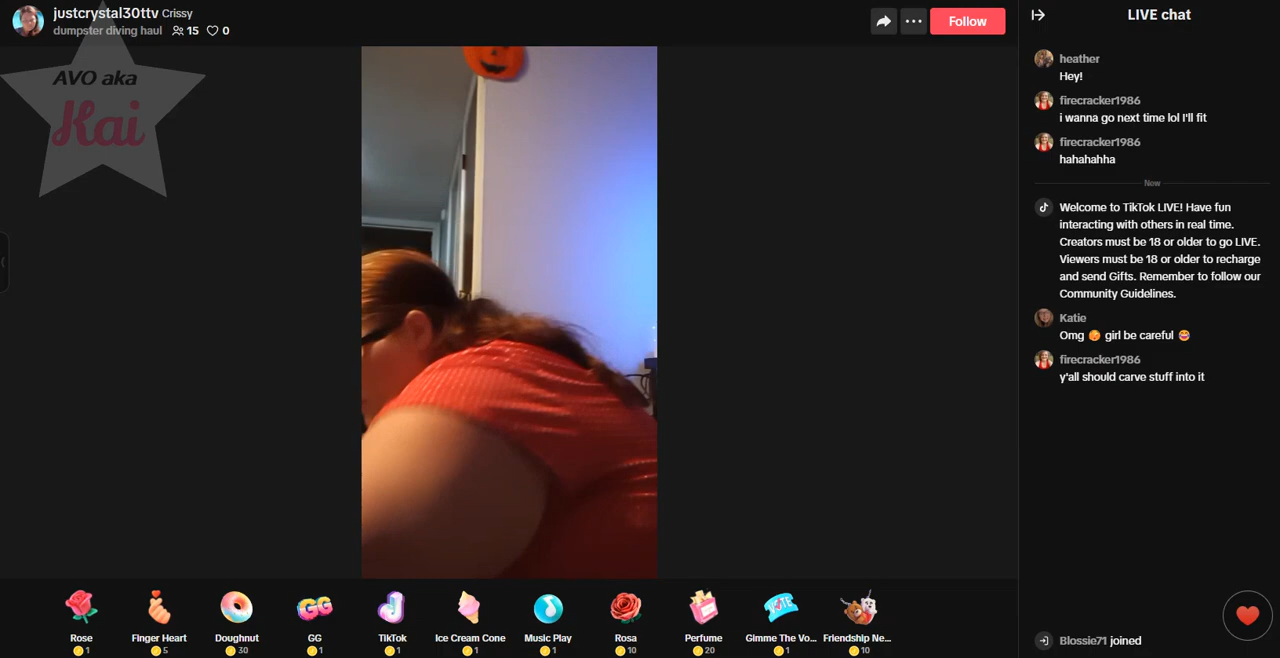 justcrystal30ttv Crissy
dumpster diving haul 15 0
Follow
LIVE chat
AVO aka
Kai
heather
Hey!
firecracker1986
i wanna go next time lol I'll fit
firecracker1986
hahahahha
New
Welcome to TikTok LIVE! Have fun
interacting with others in real time.
Creators must be 18 or older to go LIVE.
Viewers must be 18 or older to recharge
and send Gifts. Remember to follow our
Community Guidelines.
Katie
Omg 😳 girl be careful 😂
firecracker1986
y'all should carve stuff into it
GG
VOTE
Rose Finger Heart Doughnut GG TikTok Ice Cream Cone Music Play Rosa Perfume Gimme The Vo... Friendship Ne...
1 5 30 1 1 1 1 10 20 1 10
Blossie71 joined